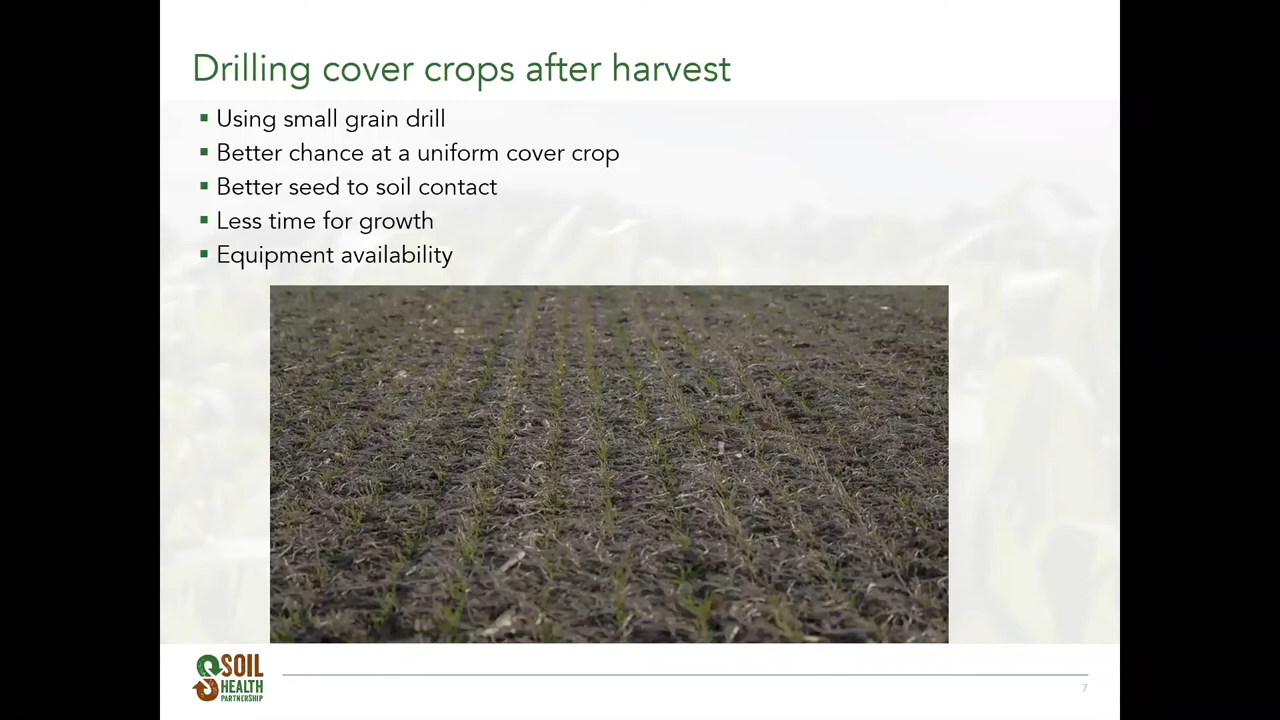 Drilling cover crops after harvest
▪ Using small grain drill
▪ Better chance at a uniform cover crop
▪ Better seed to soil contact
▪ Less time for growth
▪ Equipment availability
SOIL
HEALTH
PARTNERSHIP
7